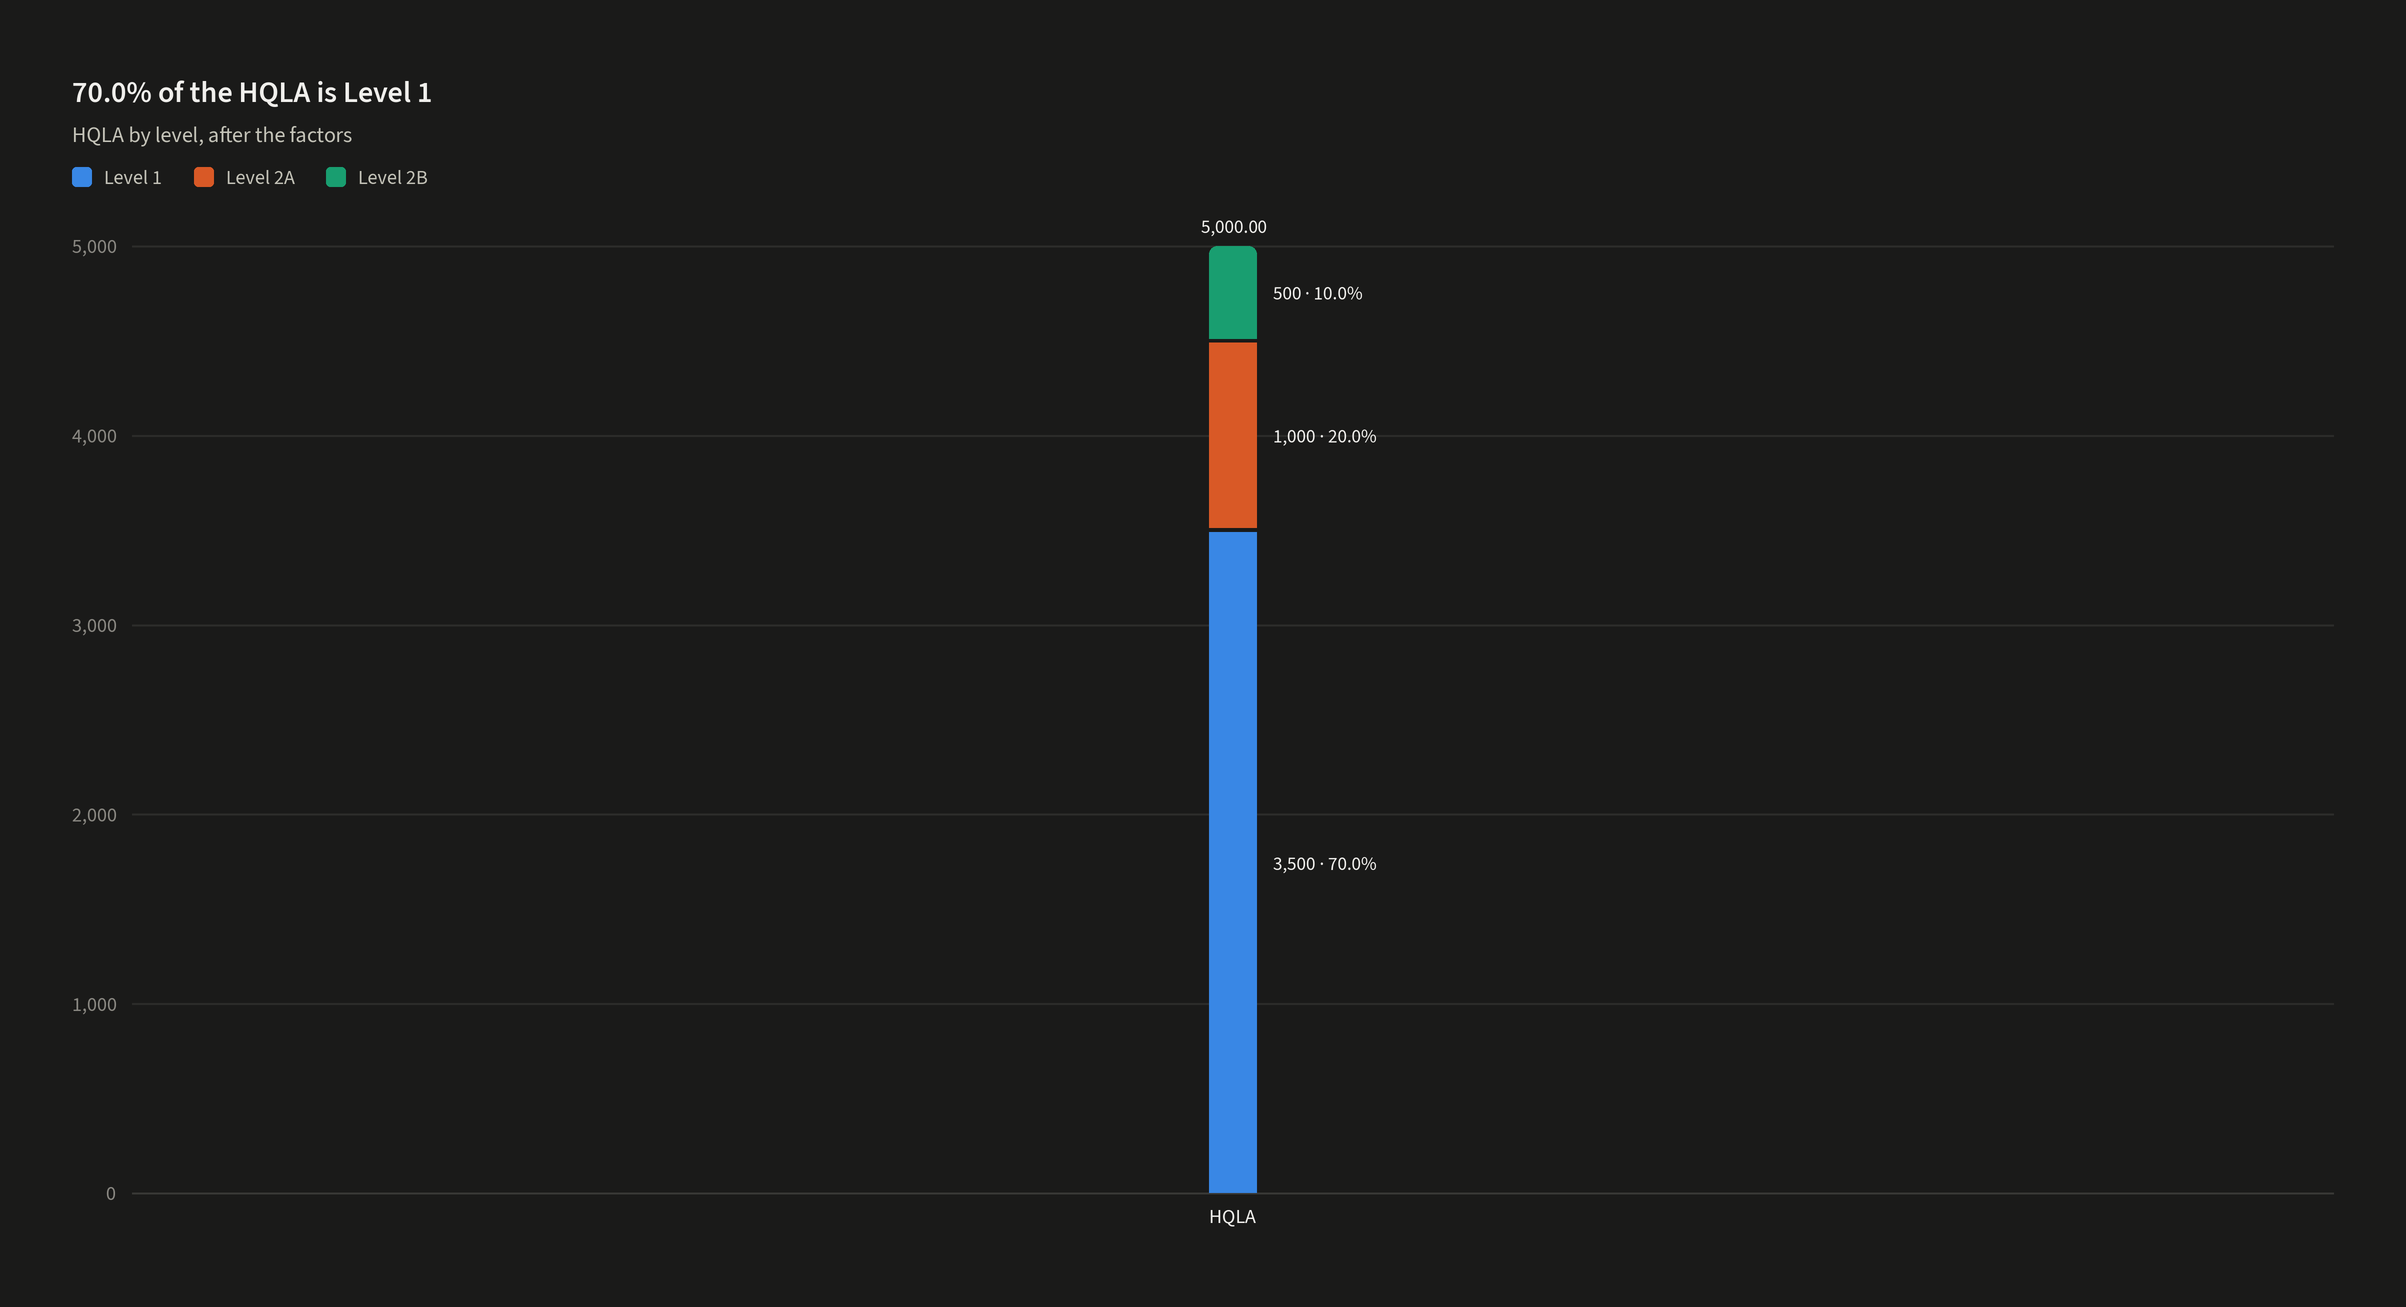 70.0% of the HQLA is Level 1
HQLA by level, after the factors
Level 1 Level 2A Level 2B
5,000.00
5,000
500 · 10.0%
4,000
1,000 · 20.0%
3,000
2,000
3,500 · 70.0%
1,000
0
HQLA